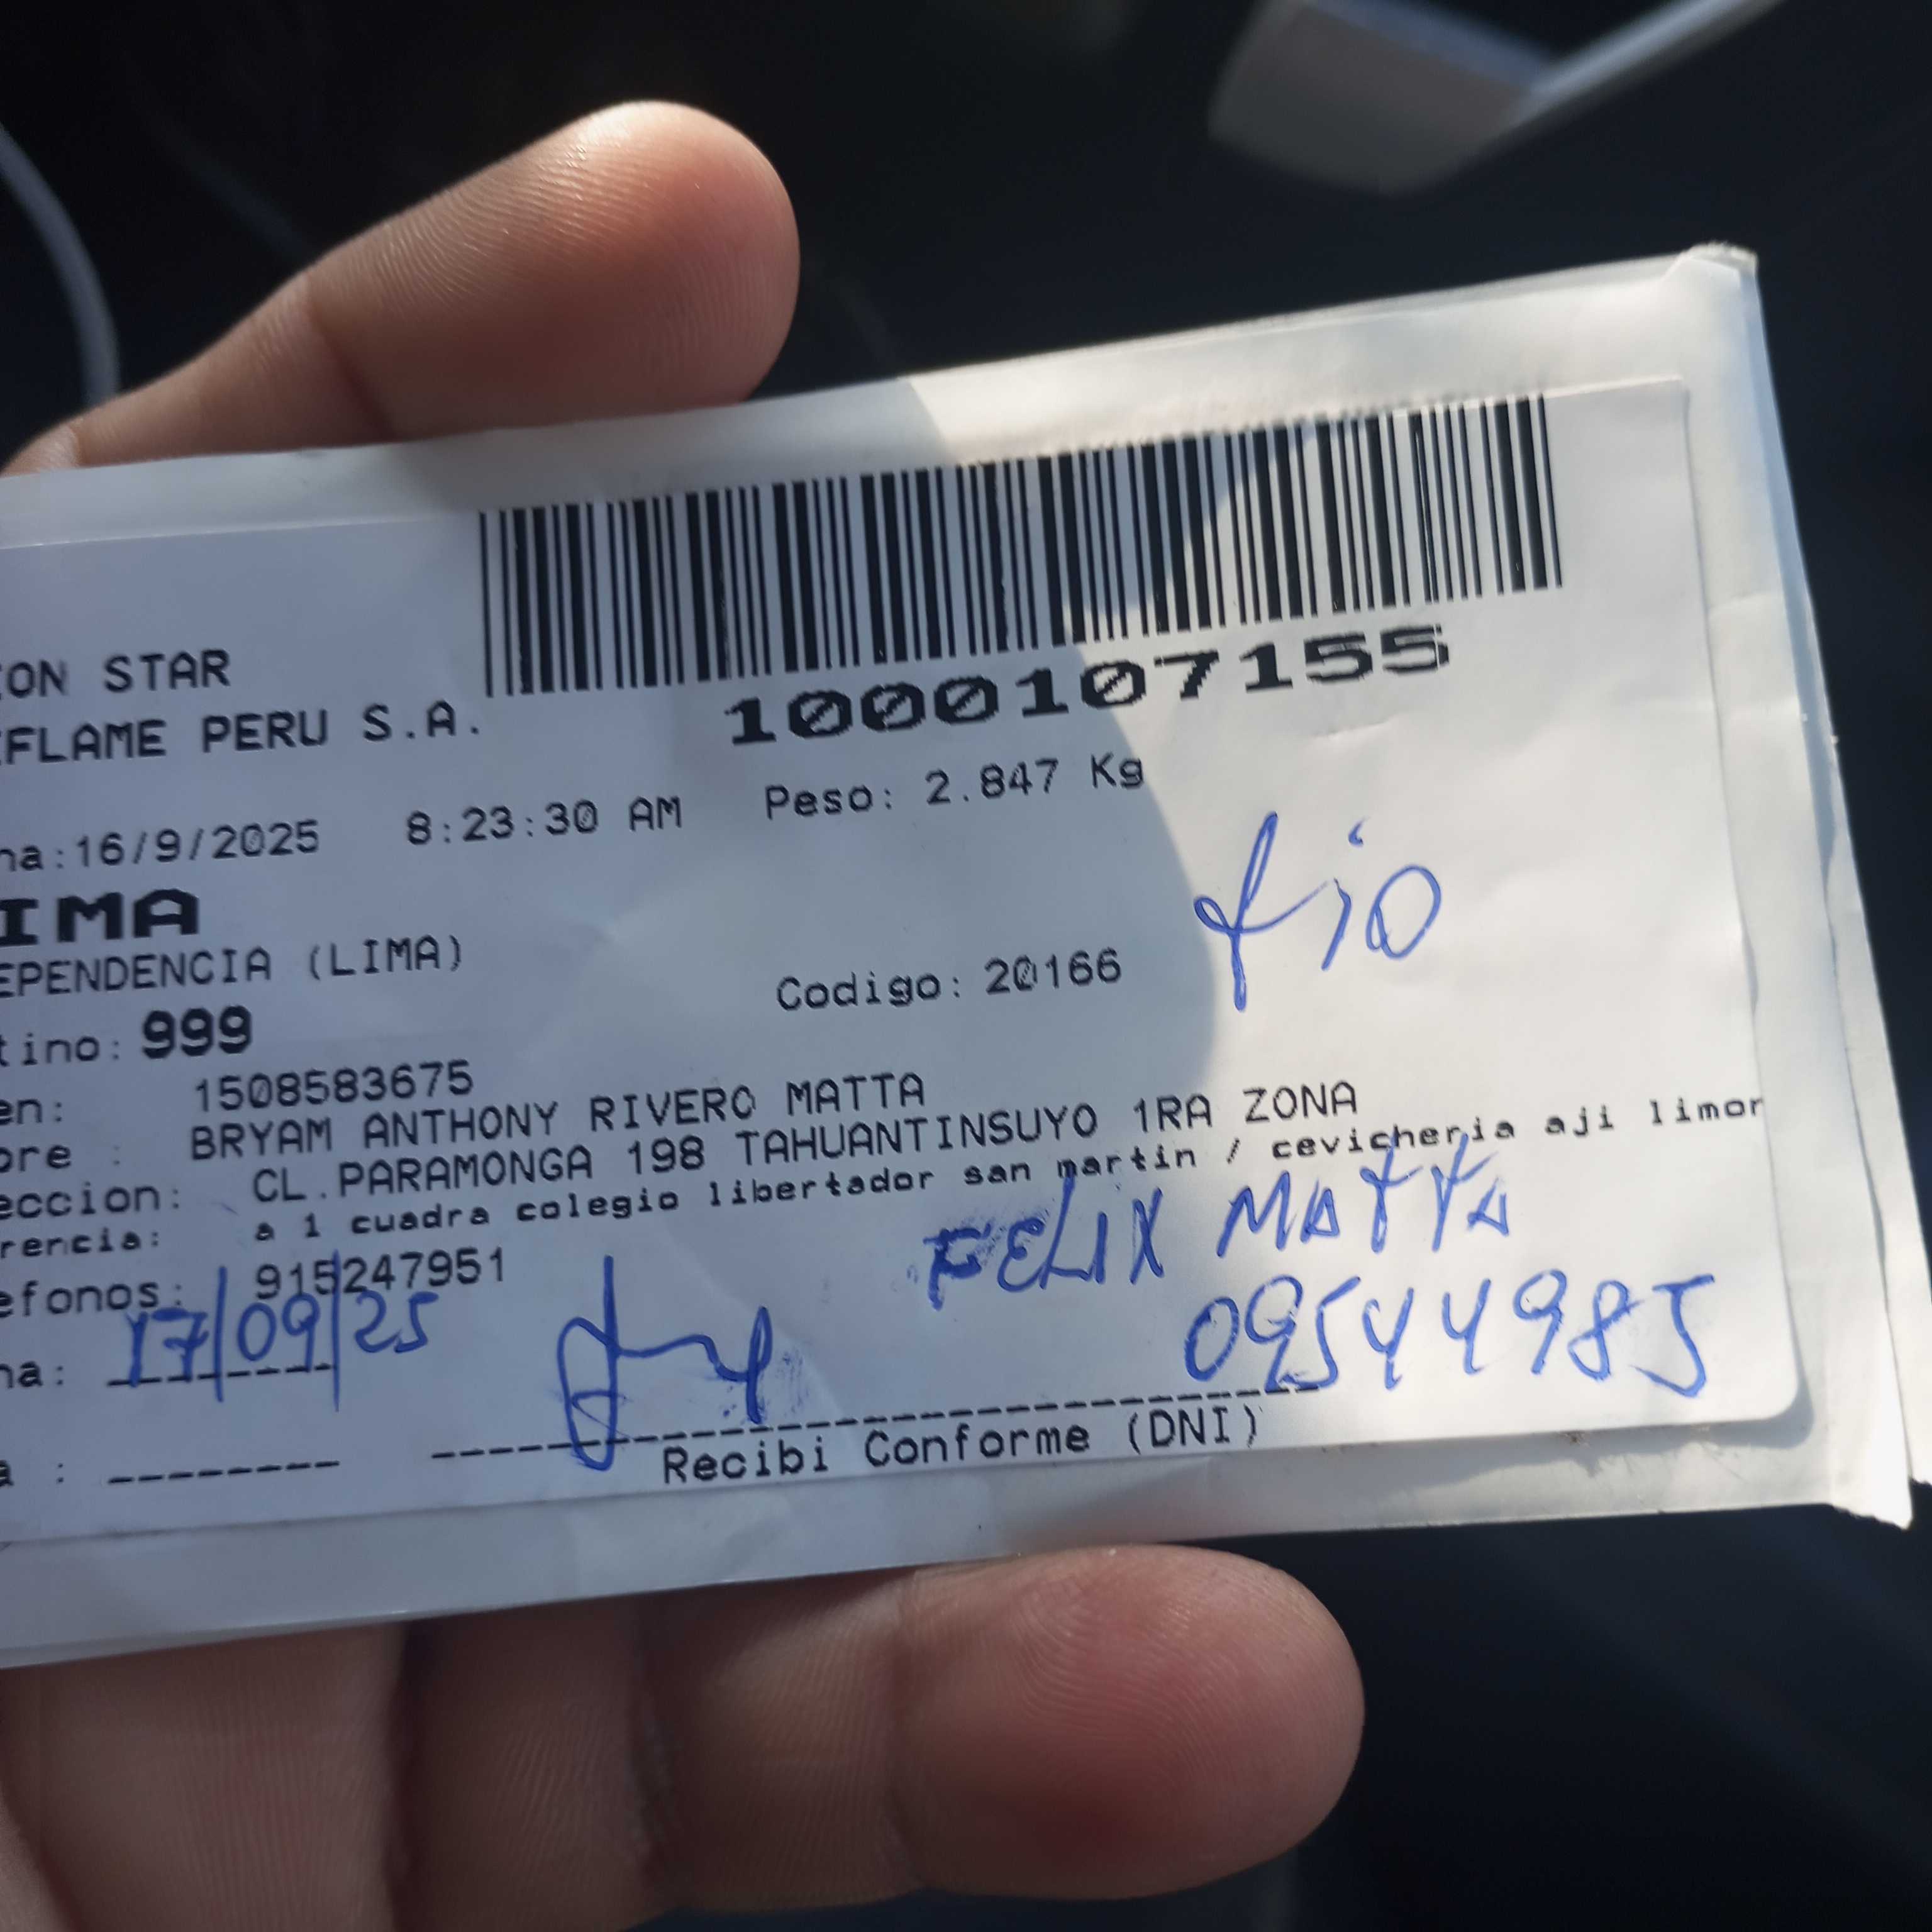 ON STAR
FLAME PERU S.A.
1000107155
na:16/9/2025 8:23:30 AM Peso: 2.847 Kg
IMA
EPENDENCIA (LIMA)
tío
Codigo: 20166
tino: 999
en: 1508583675
bre : BRYAM ANTHONY RIVERO MATTA
eccion: CL.PARAMONGA 198 TAHUANTINSUYO 1RA ZONA
rencia: a 1 cuadra colegio libertador san martin / cevicheria aji limor
efonos: 915247951
FELIX MATTA
na: 17/09/25
09544985
a :
Recibi Conforme (DNI)